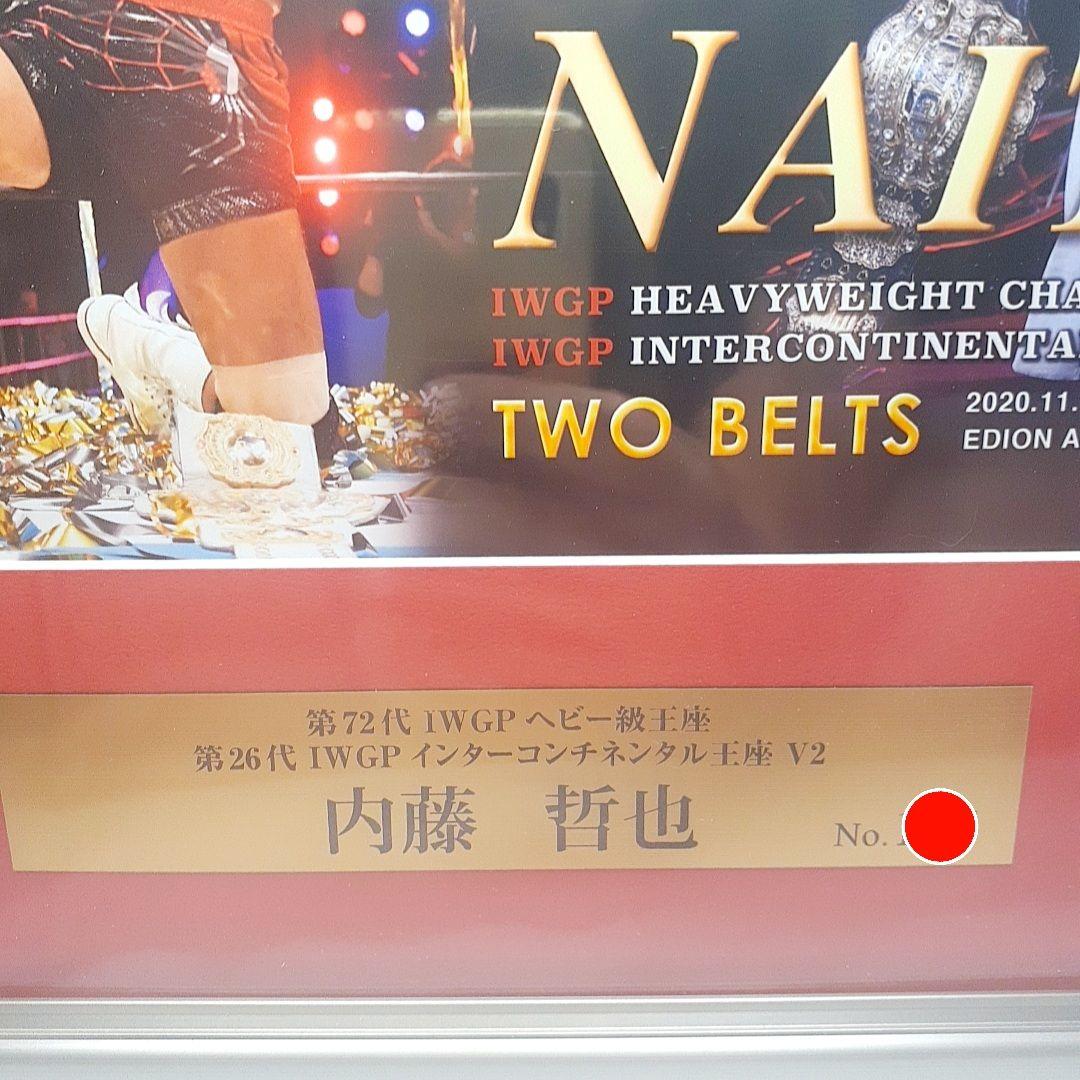 NAI
IWGP HEAVYWEIGHT CHA
IWGP INTERCONTINENTA
TWO BELTS
2020.11.
EDION A
第72代 IWGP ヘビー級王座
第26代 IWGP インターコンチネンタル王座 V2
内藤 哲也
No.